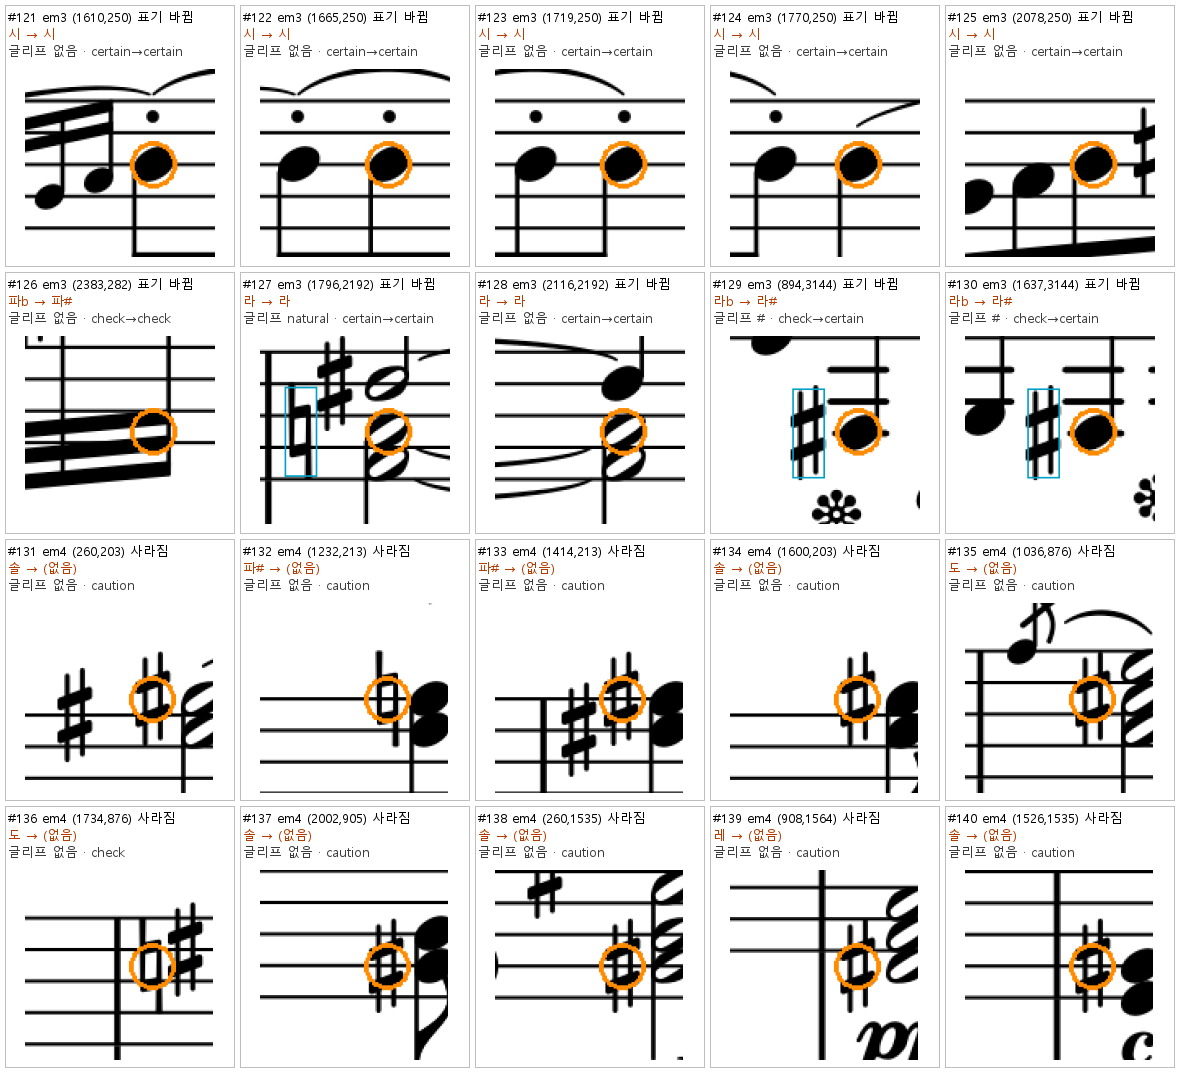 #121 em3 (1610,250) 표기 바뀜
시 → 시
글리프 없음 · certain→certain
#122 em3 (1665,250) 표기 바뀜
시 → 시
글리프 없음 · certain→certain
#123 em3 (1719,250) 표기 바뀜
시 → 시
글리프 없음 · certain→certain
#124 em3 (1770,250) 표기 바뀜
시 → 시
글리프 없음 · certain→certain
#125 em3 (2078,250) 표기 바뀜
시 → 시
글리프 없음 · certain→certain
#126 em3 (2383,282) 표기 바뀜
파b → 파#
글리프 없음 · check→check
#127 em3 (1796,2192) 표기 바뀜
라 → 라
글리프 natural · certain→certain
#128 em3 (2116,2192) 표기 바뀜
라 → 라
글리프 없음 · certain→certain
#129 em3 (894,3144) 표기 바뀜
라b → 라#
글리프 # · check→certain
#130 em3 (1637,3144) 표기 바뀜
라b → 라#
글리프 # · check→certain
#131 em4 (260,203) 사라짐
솔 → (없음)
글리프 없음 · caution
#132 em4 (1232,213) 사라짐
파# → (없음)
글리프 없음 · caution
#133 em4 (1414,213) 사라짐
파# → (없음)
글리프 없음 · caution
#134 em4 (1600,203) 사라짐
솔 → (없음)
글리프 없음 · caution
#135 em4 (1036,876) 사라짐
도 → (없음)
글리프 없음 · caution
#136 em4 (1734,876) 사라짐
도 → (없음)
글리프 없음 · check
#137 em4 (2002,905) 사라짐
솔 → (없음)
글리프 없음 · caution
#138 em4 (260,1535) 사라짐
솔 → (없음)
글리프 없음 · caution
#139 em4 (908,1564) 사라짐
레 → (없음)
글리프 없음 · caution
#140 em4 (1526,1535) 사라짐
솔 → (없음)
글리프 없음 · caution